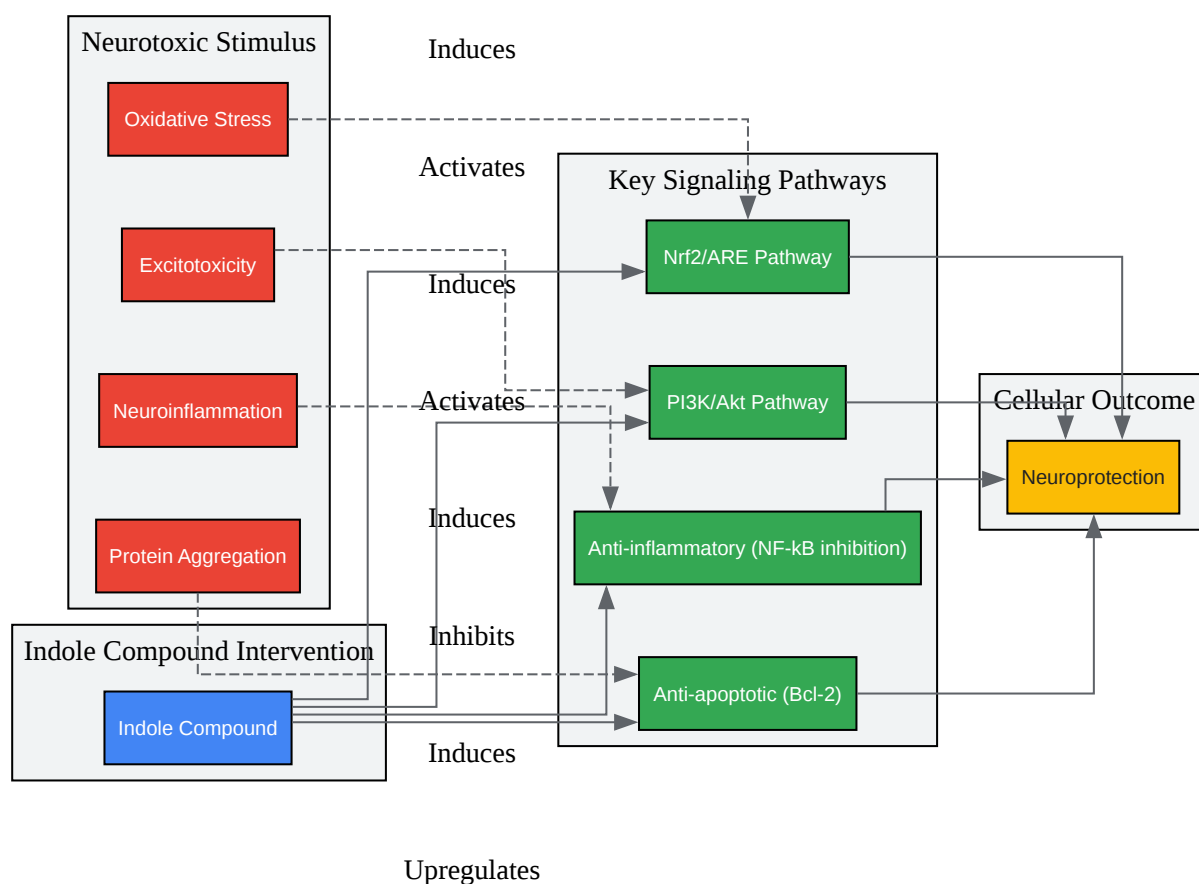 Neurotoxic Stimulus
Oxidative Stress
Excitotoxicity
Neuroinflammation
Protein Aggregation
Indole Compound Intervention
Indole Compound
Induces
Activates
Induces
Activates
Induces
Inhibits
Induces
Upregulates
Key Signaling Pathways
Nrf2/ARE Pathway
PI3K/Akt Pathway
Anti-inflammatory (NF-kB inhibition)
Anti-apoptotic (Bcl-2)
Cellular Outcome
Neuroprotection